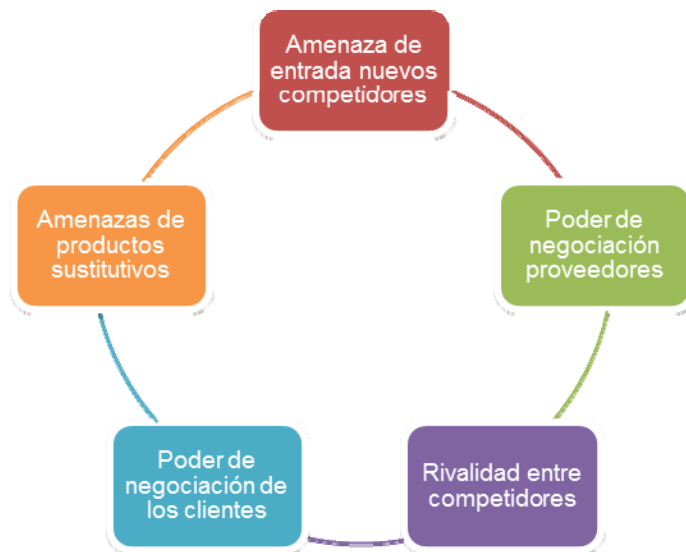 Amenaza de
entrada nuevos
competidores
Amenazas de
productos
sustitutivos
Poder de
negociación
proveedores
Poder de
negociación de
los clientes
Rivalidad entre
competidores